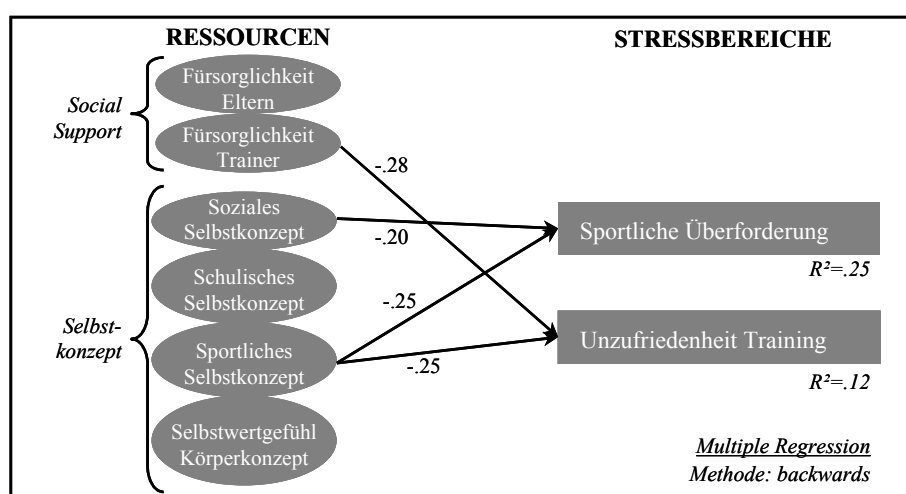 RESSOURCEN
STRESSBEREICHE
Social
Support
Fürsorglichkeit
Eltern
Fürsorglichkeit
Trainer
-.28
Selbst-
konzept
Soziales
Selbstkonzept
-.20
Schulisches
Selbstkonzept
-.25
Sportliches
Selbstkonzept
-.25
Selbstwertgefühl
Körperkonzept
Sportliche Überforderung
R²=.25
Unzufriedenheit Training
R²=.12
Multiple Regression
Methode: backwards